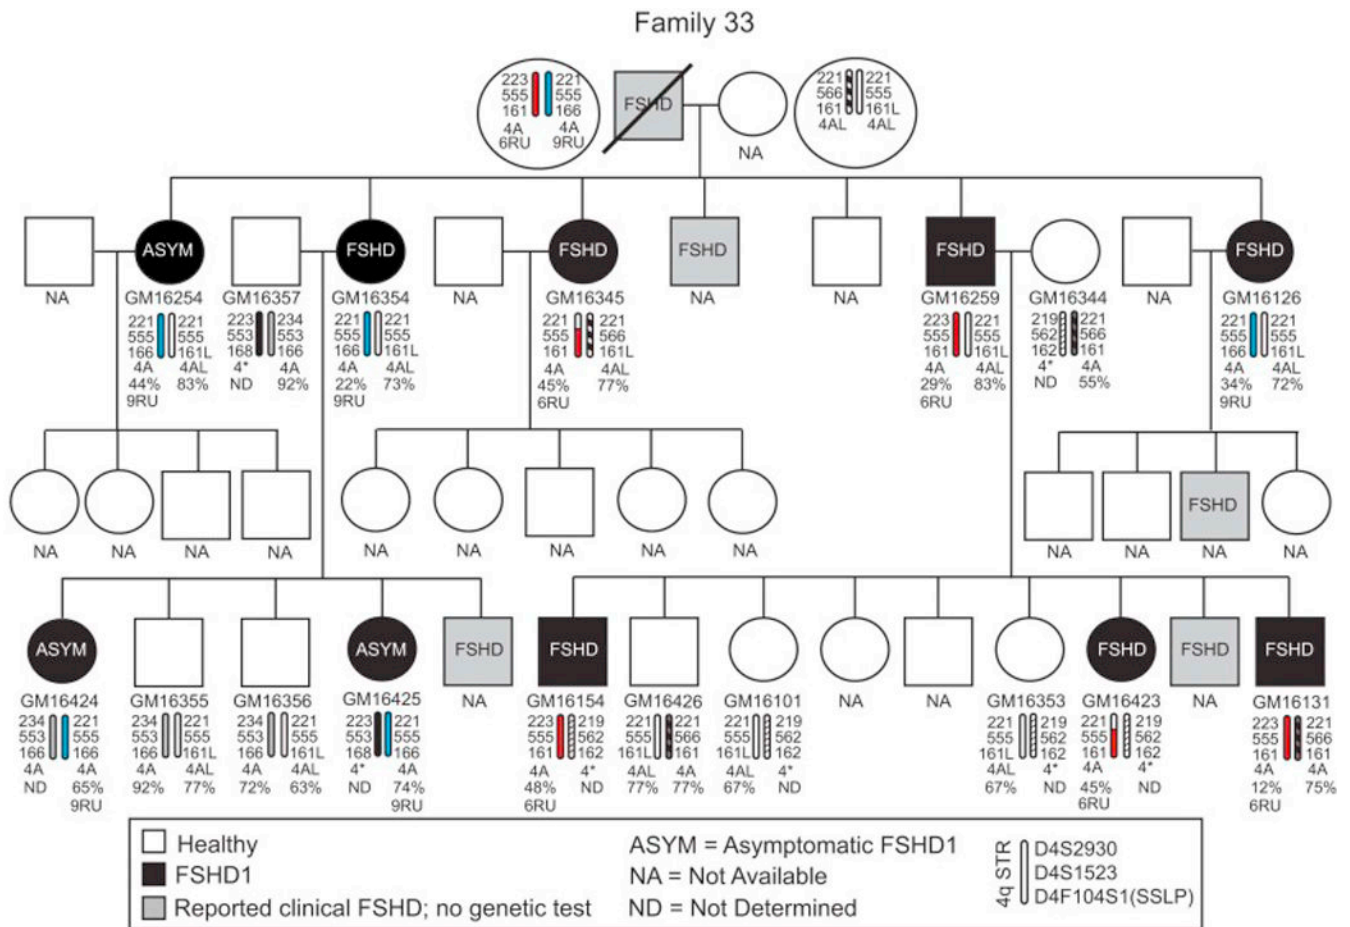 Family 33
223 221 221 221
555 555 FSHD 566 555
161 166 161 161L
4A 4A 4AL 4AL
6RU 9RU NA
ASYM FSHD FSHD FSHD FSHD FSHD
NA GM16254 GM16357 GM16354 NA GM16345 NA NA GM16259 GM16344 NA GM16126
221 221 223 234 221 221 221 221 223 221 219 221 221 221
555 555 553 553 555 555 555 566 555 555 562 566 555 555
166 161L 168 166 166 161L 161 161L 161 161L 162 161 166 161L
4A 4AL 4* 4A 4A 4AL 4A 4AL 4A 4AL 4* 4A 4A 4AL
44% 83% ND 92% 22% 73% 45% 77% 29% 83% ND 55% 34% 72%
9RU 9RU 6RU 6RU 9RU
FSHD
NA NA NA NA NA NA NA NA NA NA NA NA NA
ASYM ASYM FSHD FSHD FSHD FSHD FSHD
GM16424 GM16355 GM16356 GM16425 NA GM16154 GM16426 GM16101 NA NA GM16353 GM16423 NA GM16131
234 221 234 221 234 221 223 221 223 219 221 221 221 219 221 219 221 219 223 221
553 555 553 555 553 555 553 555 555 562 555 566 555 562 555 562 555 562 555 566
166 166 166 161L 166 161L 168 166 161 162 161L 161 161L 162 161L 162 161 162 161 161
4A 4A 4A 4AL 4A 4AL 4* 4A 4A 4* 4AL 4A 4AL 4* 4AL 4* 4A 4* 4A 4A
ND 65% 92% 77% 72% 63% ND 74% 48% ND 77% 77% 67% ND 67% ND 45% ND 12% 75%
9RU 9RU 6RU 6RU 6RU
Healthy
FSHD1
Reported clinical FSHD; no genetic test
ASYM = Asymptomatic FSHD1
NA = Not Available
ND = Not Determined
4q STR
D4S2930
D4S1523
D4F104S1(SSLP)